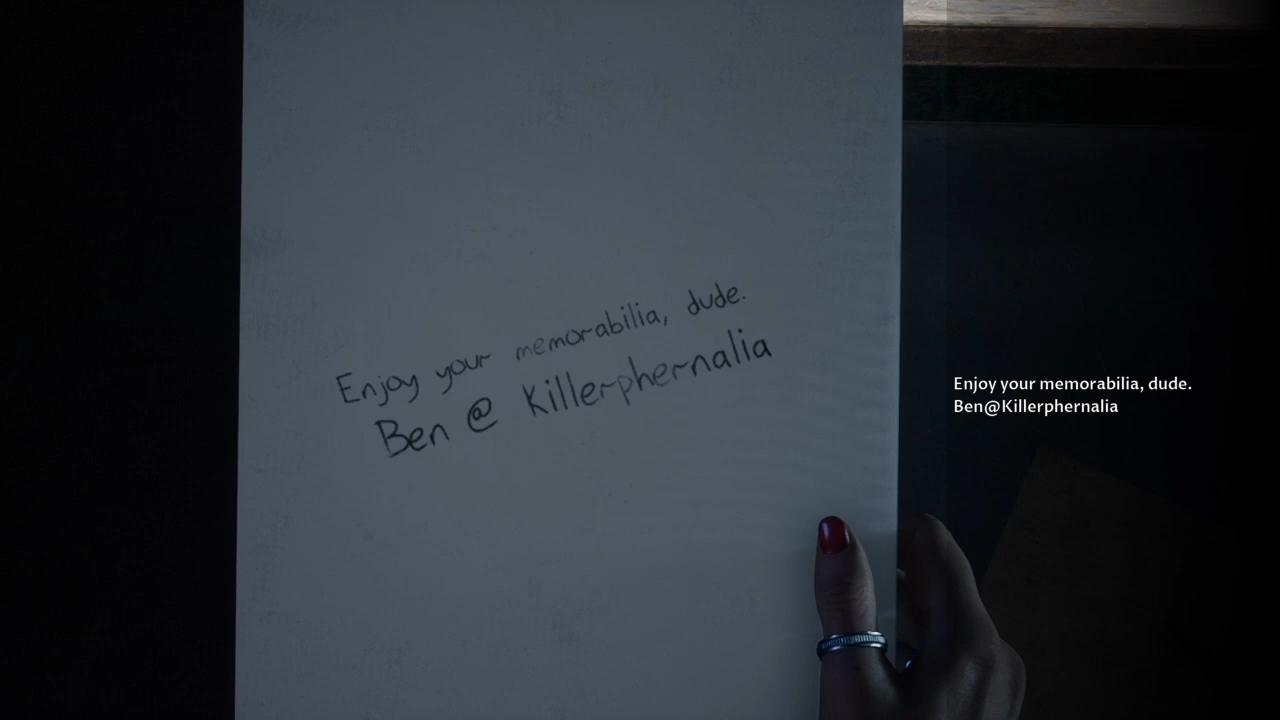 Enjoy your memorabilia, dude.
Ben @ Killerphernalia
Enjoy your memorabilia, dude.
Ben@Killerphernalia